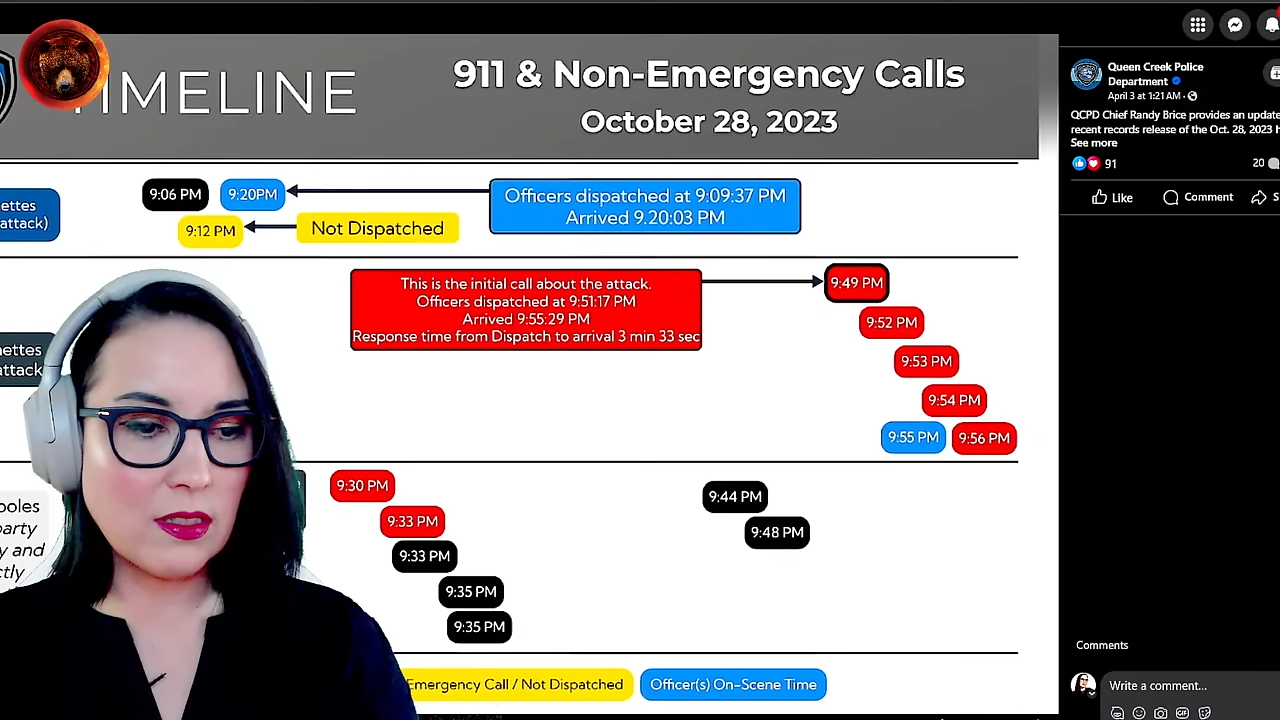 TIMELINE
911 & Non-Emergency Calls
October 28, 2023
9:06 PM
9:20PM
Officers dispatched at 9:09:37 PM
Arrived 9.20:03 PM
9:12 PM
Not Dispatched
ettes
attack)
This is the initial call about the attack.
Officers dispatched at 9:51:17 PM
Arrived 9:55:29 PM
Response time from Dispatch to arrival 3 min 33 sec
9:49 PM
9:52 PM
9:53 PM
9:54 PM
9:55 PM
9:56 PM
nettes
attack
9:30 PM
9:33 PM
9:33 PM
9:35 PM
9:35 PM
9:44 PM
9:48 PM
ooles
party
y and
ctly
Emergency Call / Not Dispatched
Officer(s) On-Scene Time
Queen Creek Police
Department
April 3 at 1:21 AM
QCPD Chief Randy Brice provides an update
recent records release of the Oct. 28, 2023 h
See more
91
20
Like
Comment
S
Comments
Write a comment...
GIF